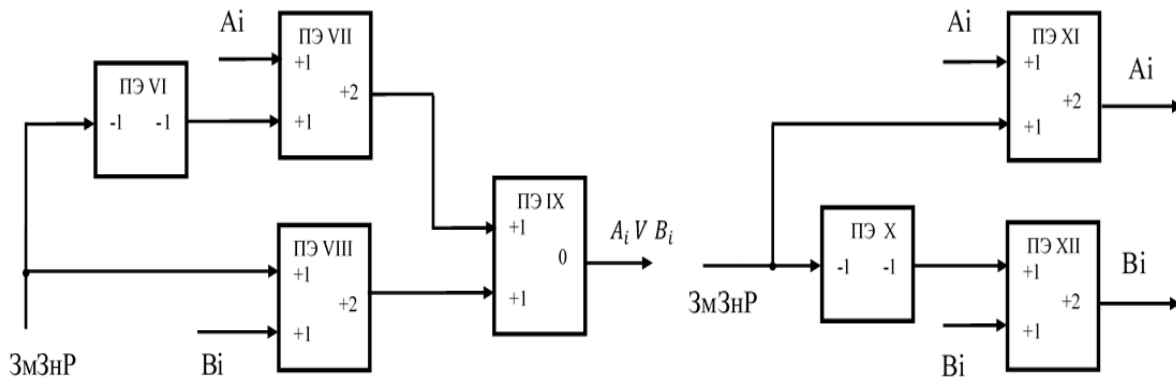 Ai
ПЭ VII
+1
+2
+1
ПЭ VI
-1 -1
ПЭ VIII
+1
+2
+1
ЗмЗнР
Bi
ПЭ IX
+1
0
+1
A_i V B_i
Ai
ПЭ XI
+1
+2
+1
Ai
ЗмЗнР
ПЭ X
-1 -1
ПЭ XII
+1
+2
+1
Bi
Bi